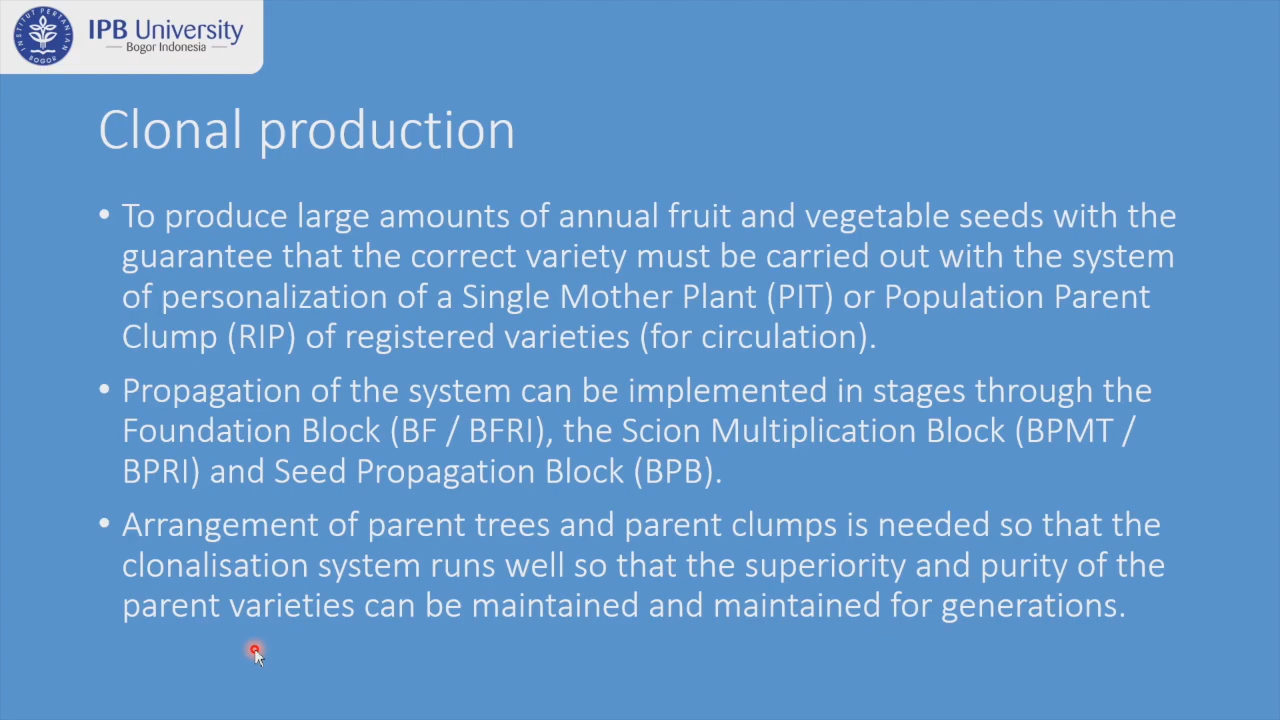 INSTITUT PERTANIAN BOGOR
IPB University
Bogor Indonesia
Clonal production
• To produce large amounts of annual fruit and vegetable seeds with the
guarantee that the correct variety must be carried out with the system
of personalization of a Single Mother Plant (PIT) or Population Parent
Clump (RIP) of registered varieties (for circulation).
• Propagation of the system can be implemented in stages through the
Foundation Block (BF / BFRI), the Scion Multiplication Block (BPMT /
BPRI) and Seed Propagation Block (BPB).
• Arrangement of parent trees and parent clumps is needed so that the
clonalisation system runs well so that the superiority and purity of the
parent varieties can be maintained and maintained for generations.